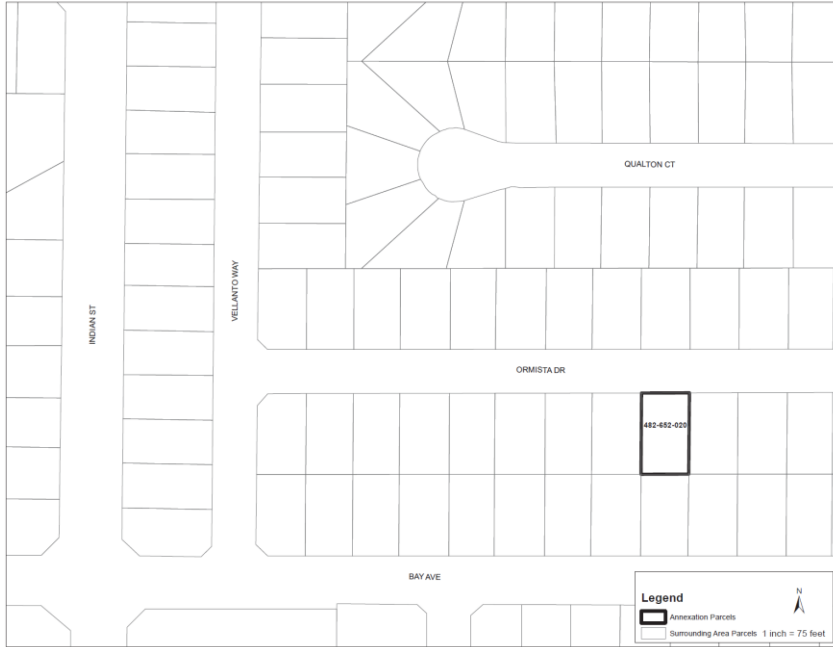 QUALTON CT
VELLANTO WAY
INDIAN ST
ORMISTA DR
482-652-020
BAY AVE
Legend
N
Annexation Parcels
Surrounding Area Parcels 1 inch = 75 feet